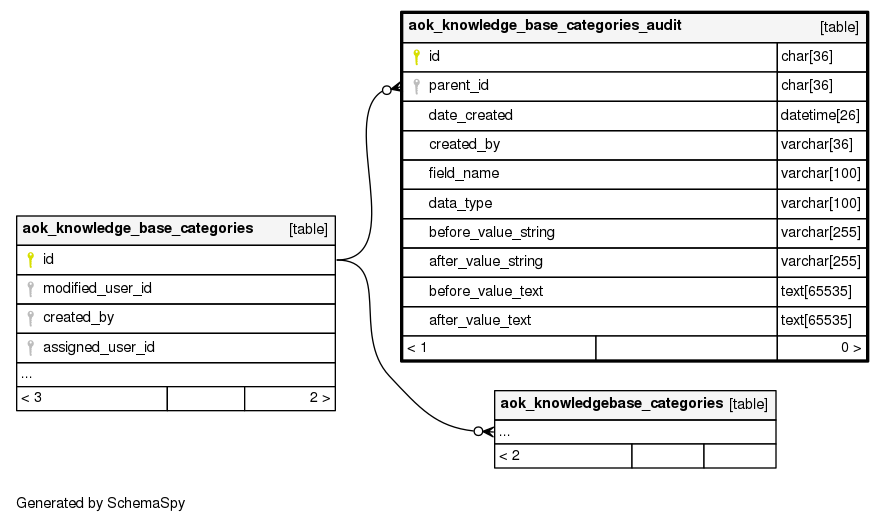 aok_knowledge_base_categories_audit [table]
id char[36]
parent_id char[36]
date_created datetime[26]
created_by varchar[36]
field_name varchar[100]
data_type varchar[100]
before_value_string varchar[255]
after_value_string varchar[255]
before_value_text text[65535]
after_value_text text[65535]
< 1 0 >
aok_knowledge_base_categories [table]
id
modified_user_id
created_by
assigned_user_id
...
< 3 2 >
aok_knowledgebase_categories [table]
...
< 2
Generated by SchemaSpy